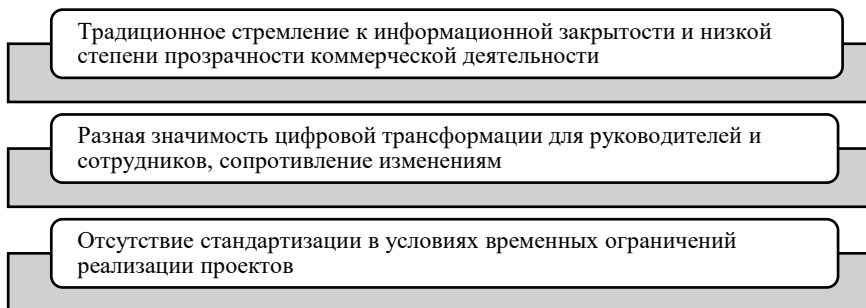 Традиционное стремление к информационной закрытости и низкой
степени прозрачности коммерческой деятельности
Разная значимость цифровой трансформации для руководителей и
сотрудников, сопротивление изменениям
Отсутствие стандартизации в условиях временных ограничений
реализации проектов